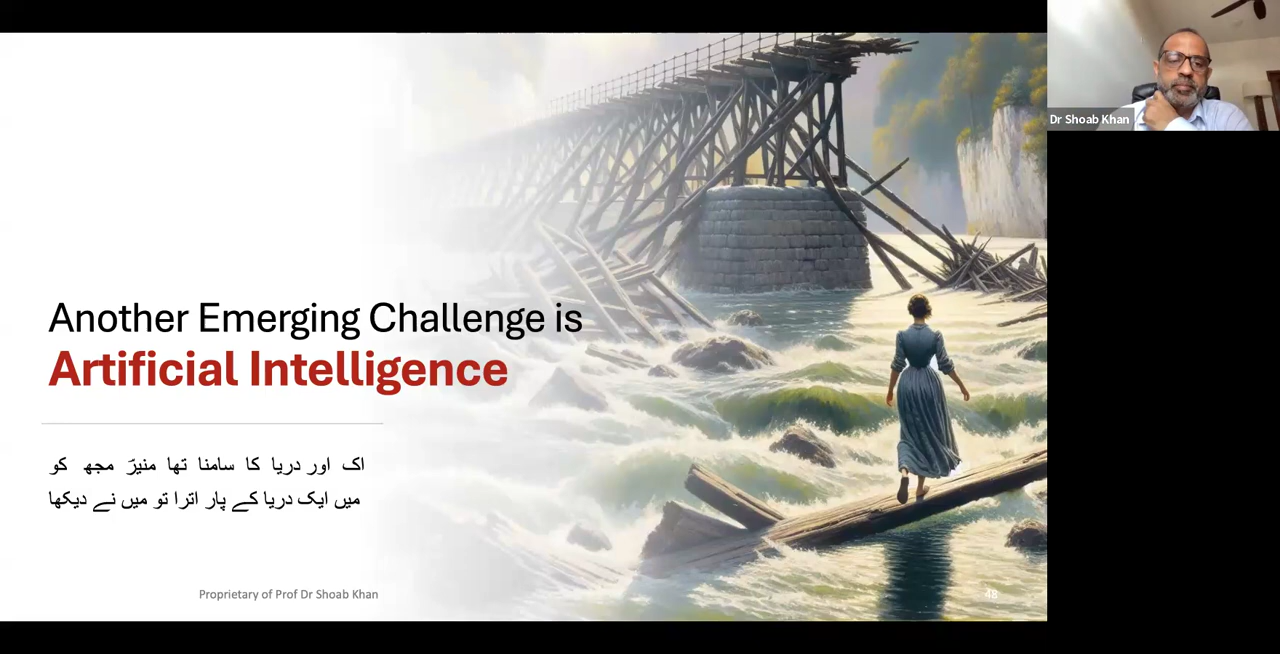 Another Emerging Challenge is
Artificial Intelligence
اک اور دریا کا سامنا تھا منیرؔ مجھ کو
میں ایک دریا کے پار اترا تو میں نے دیکھا
Proprietary of Prof Dr Shoab Khan
48
Dr Shoab Khan